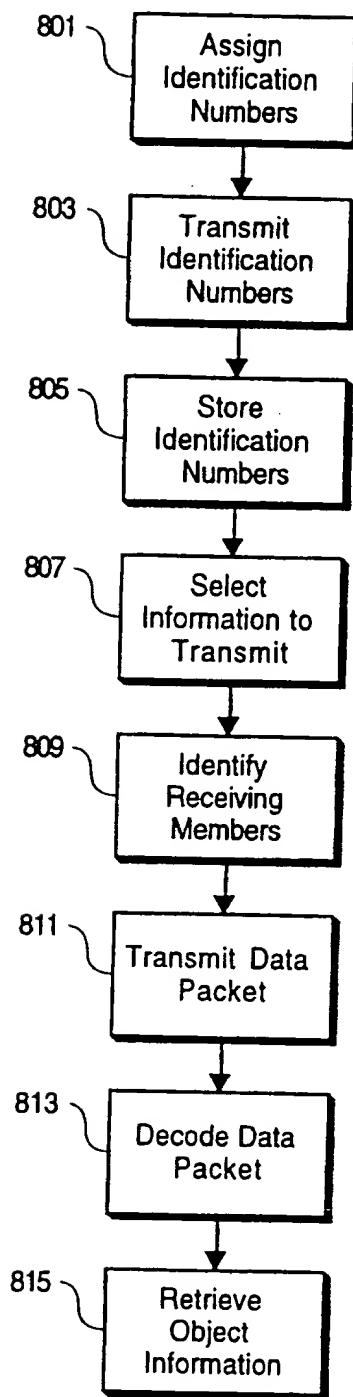 801
Assign
Identification
Numbers
803
Transmit
Identification
Numbers
805
Store
Identification
Numbers
807
Select
Information to
Transmit
809
Identify
Receiving
Members
811
Transmit Data
Packet
813
Decode Data
Packet
815
Retrieve
Object
Information